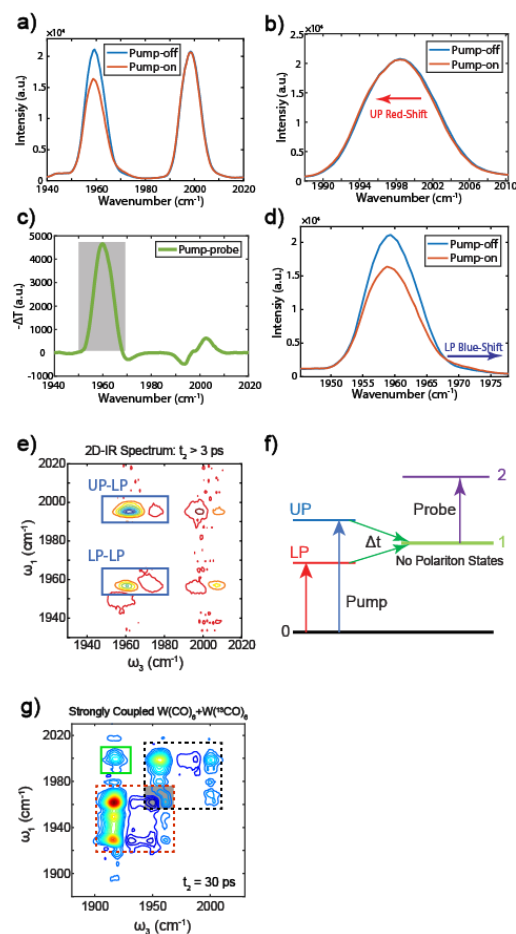 a)
×10⁴
Intensiy (a.u.)
2
1.5
1
0.5
0
Pump-off
Pump-on
1940 1960 1980 2000 2020
Wavenumber (cm⁻¹)
b)
×10⁴
Intensiy (a.u.)
2.5
2
1.5
1
0.5
0
Pump-off
Pump-on
UP Red-Shift
1990 1994 1998 2002 2006 2010
Wavenumber (cm⁻¹)
c)
-ΔT (a.u.)
5000
4000
3000
2000
1000
0
-1000
Pump-probe
1940 1960 1980 2000 2020
Wavenumber (cm⁻¹)
d)
×10⁴
Intensiy (a.u.)
2
1.5
1
0.5
0
Pump-off
Pump-on
LP Blue-Shift
1950 1955 1960 1965 1970 1975
Wavenumber (cm⁻¹)
e)
2D-IR Spectrum: t₂ > 3 ps
ω₁ (cm⁻¹)
2020
2000
1980
1960
1940
UP-LP
LP-LP
1940 1960 1980 2000 2020
ω₃ (cm⁻¹)
f)
2
UP
Probe
Δt
1
LP
No Polariton States
Pump
0
g)
Strongly Coupled W(CO)₆+W(¹³CO)₆
ω₁ (cm⁻¹)
2020
1980
1940
1900
t₂ = 30 ps
1900 1950 2000
ω₃ (cm⁻¹)